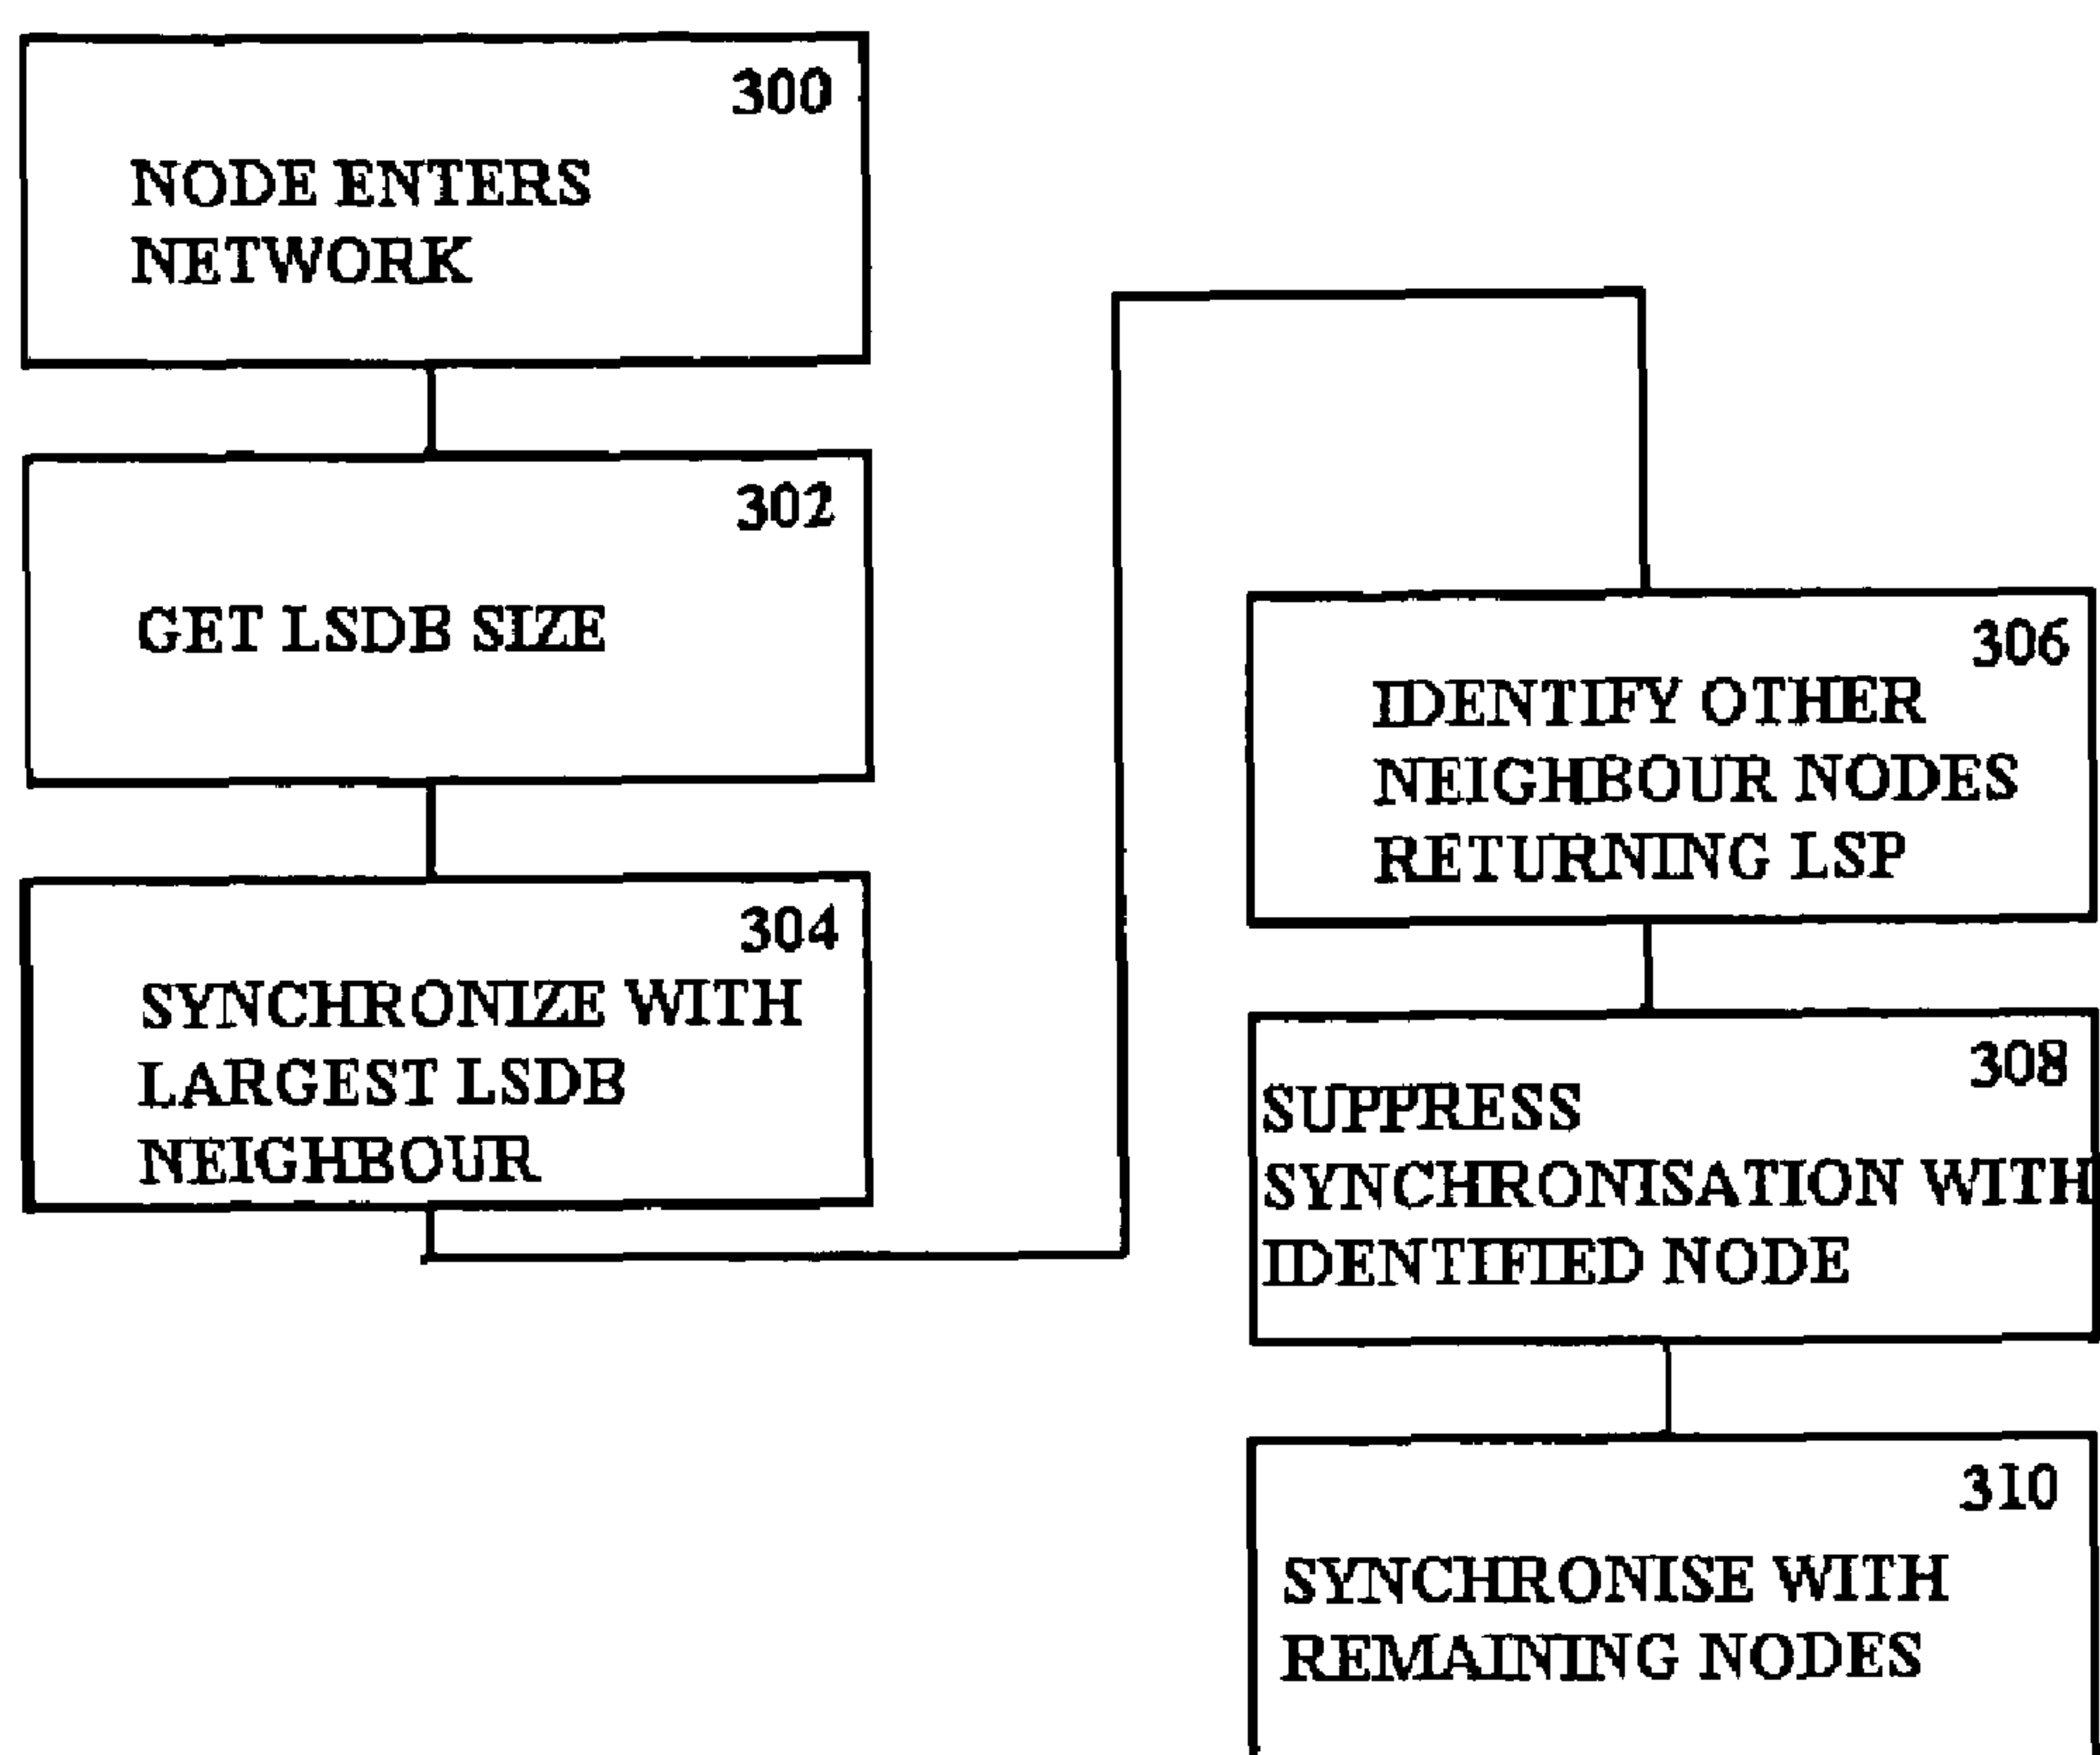 300
NODE ENTERS
NETWORK
302
GET LSDB SIZE
304
SYNCHRONIZE WITH
LARGEST LSDB
NEIGHBOUR
306
IDENTIFY OTHER
NEIGHBOUR NODES
RETURNING LSP
308
SUPPRESS
SYNCHRONISATION WITH
IDENTIFIED NODE
310
SYNCHRONISE WITH
REMAINING NODES